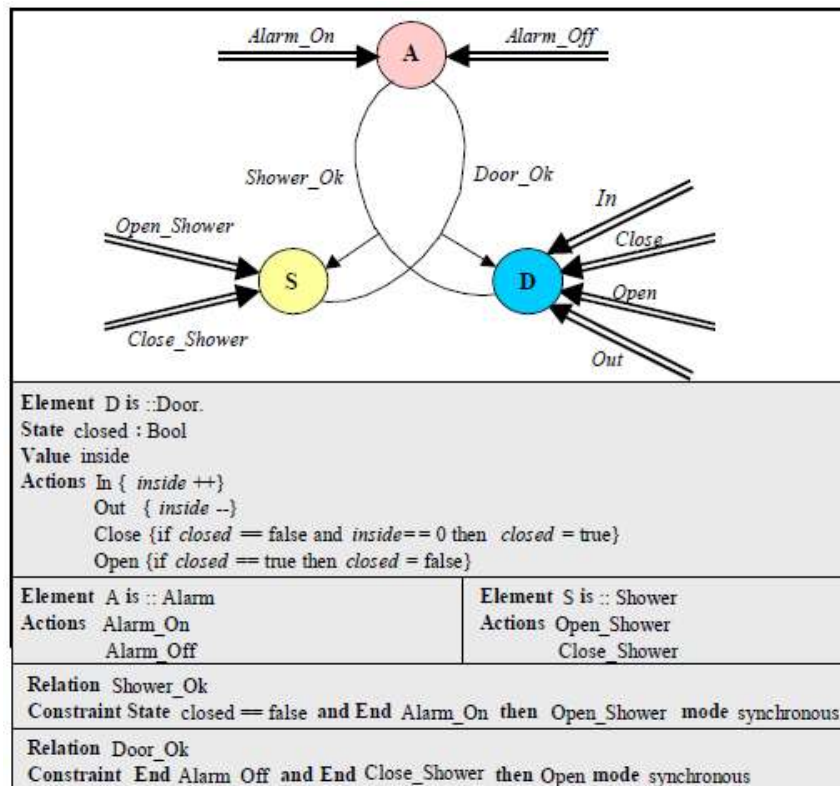 Alarm_On
Alarm_Off
A
Shower_Ok
Door_Ok
In
Open_Shower
Close
S
D
Open
Close_Shower
Out
Element D is ::Door.
State closed : Bool
Value inside
Actions In { inside ++}
Out { inside --}
Close {if closed == false and inside== 0 then closed = true}
Open {if closed == true then closed = false}
Element A is :: Alarm
Actions Alarm_On
Alarm_Off
Element S is :: Shower
Actions Open_Shower
Close_Shower
Relation Shower_Ok
Constraint State closed == false and End Alarm_On then Open_Shower mode synchronous
Relation Door_Ok
Constraint End Alarm_Off and End Close_Shower then Open mode synchronous